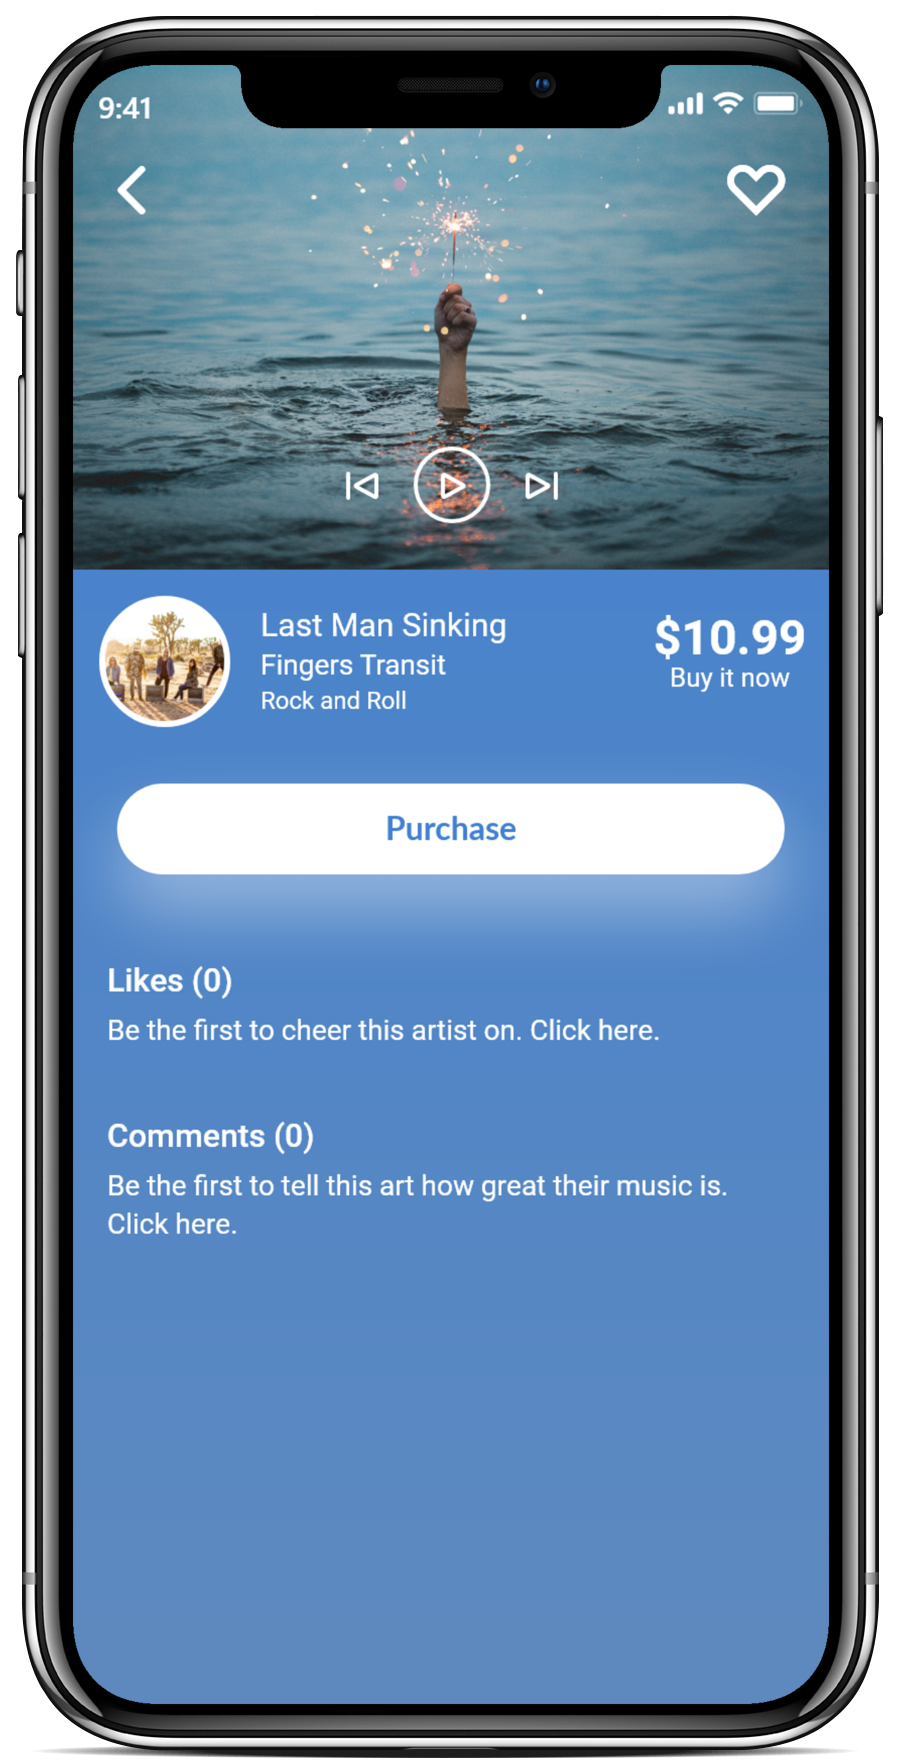 9:41
Last Man Sinking
Fingers Transit
Rock and Roll
$10.99
Buy it now
Purchase
Likes (0)
Be the first to cheer this artist on. Click here.
Comments (0)
Be the first to tell this art how great their music is.
Click here.